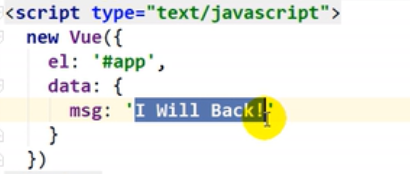 <script type="text/javascript">
new Vue({
el: '#app',
data: {
msg: 'I Will Back!'
}
})